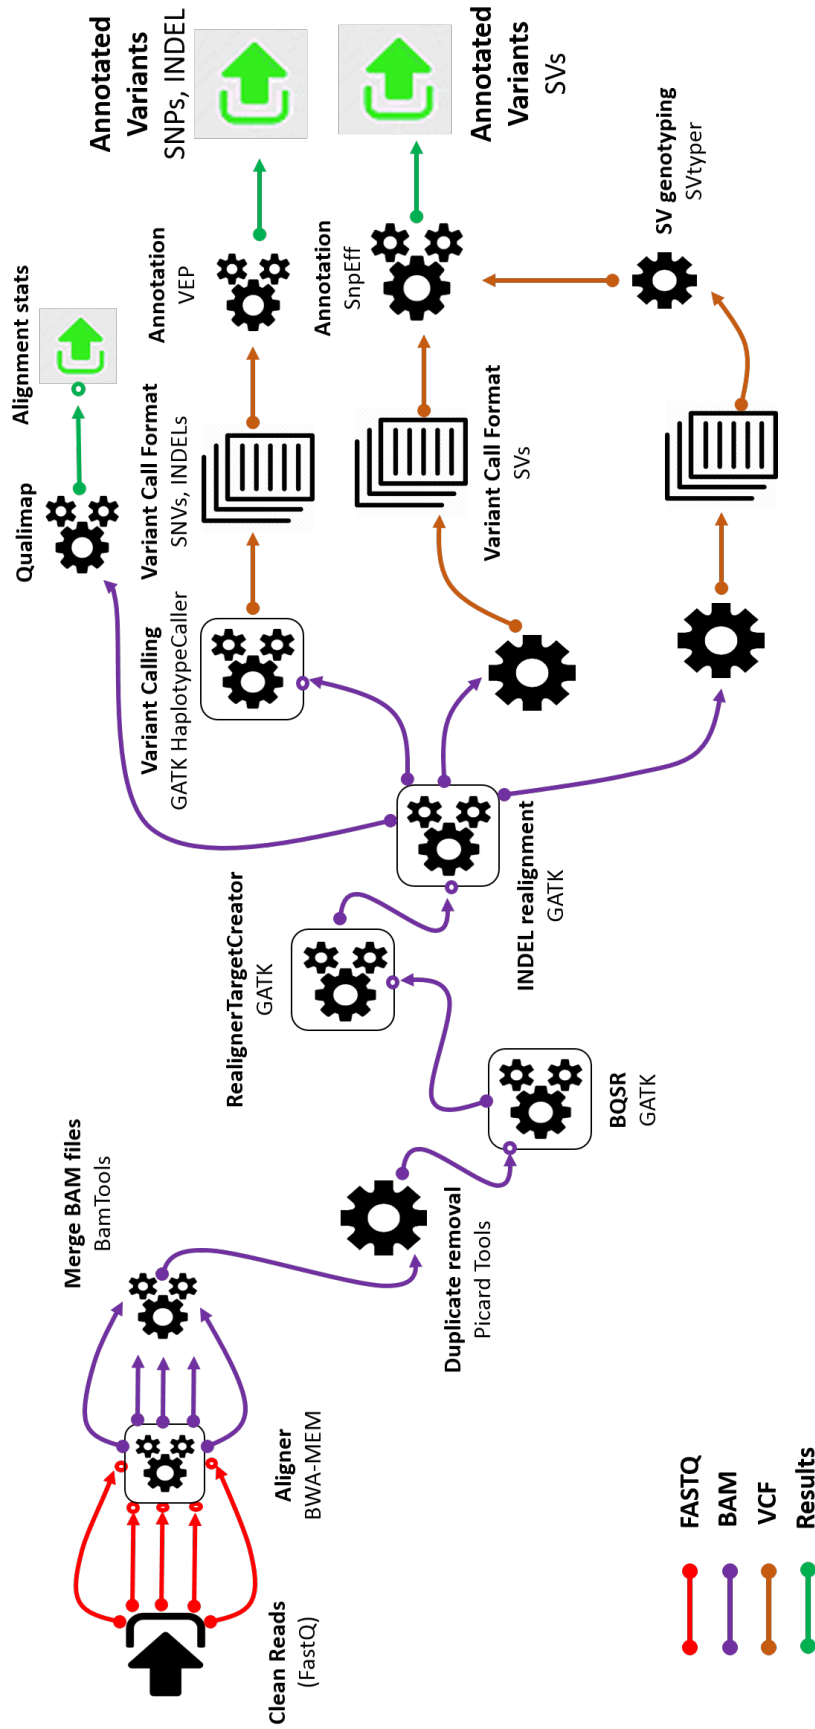 Clean Reads
(FastQ)
Aligner
BWA-MEM
Merge BAM files
BamTools
Duplicate removal
Picard Tools
BQSR
GATK
RealignerTargetCreator
GATK
INDEL realignment
GATK
Qualimap
Alignment stats
Variant Calling
GATK HaplotypeCaller
Variant Call Format
SNVs, INDELs
Annotation
VEP
Annotated
Variants
SNPs, INDEL
Variant Call Format
SVs
Annotation
SnpEff
Annotated
Variants
SVs
SV genotyping
SVtyper
FASTQ
BAM
VCF
Results